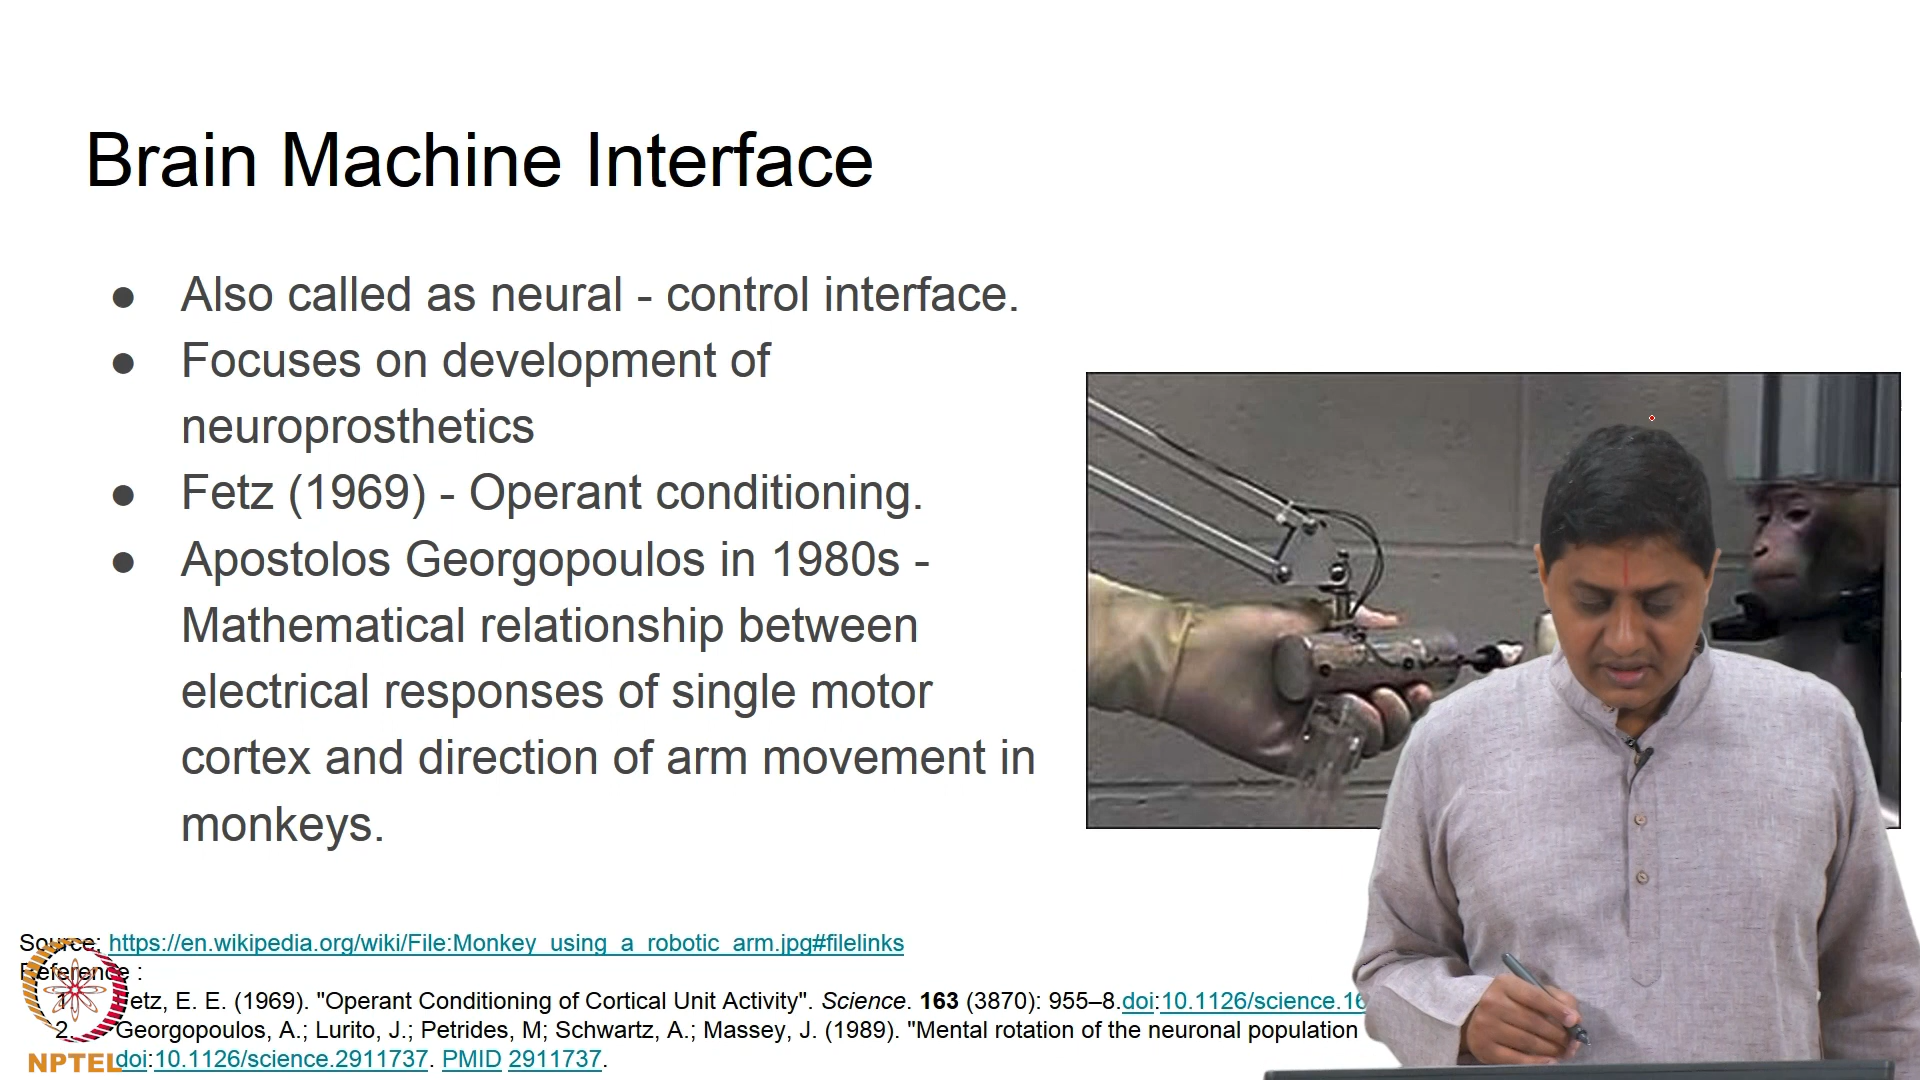 Brain Machine Interface
● Also called as neural - control interface.
● Focuses on development of
neuroprosthetics
● Fetz (1969) - Operant conditioning.
● Apostolos Georgopoulos in 1980s -
Mathematical relationship between
electrical responses of single motor
cortex and direction of arm movement in
monkeys.
Source: https://en.wikipedia.org/wiki/File:Monkey_using_a_robotic_arm.jpg#filelinks
Reference :
1. Fetz, E. E. (1969). "Operant Conditioning of Cortical Unit Activity". Science. 163 (3870): 955–8.doi:10.1126/science.16
2. Georgopoulos, A.; Lurito, J.; Petrides, M; Schwartz, A.; Massey, J. (1989). "Mental rotation of the neuronal population
doi:10.1126/science.2911737. PMID 2911737.
NPTEL